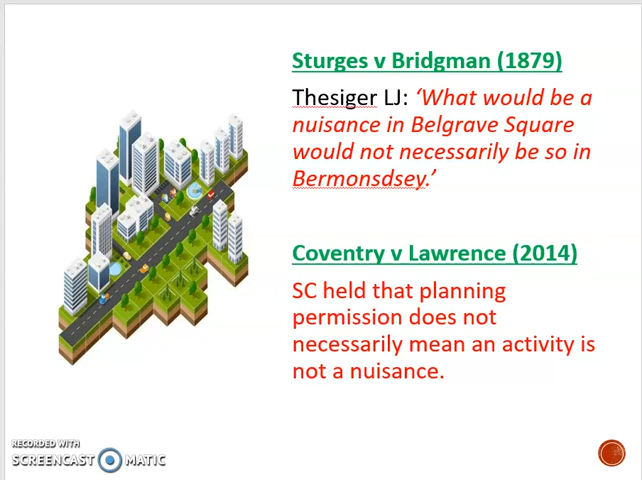 Sturges v Bridgman (1879)
Thesiger LJ: ‘What would be a
nuisance in Belgrave Square
would not necessarily be so in
Bermonsdsey.’
Coventry v Lawrence (2014)
SC held that planning
permission does not
necessarily mean an activity is
not a nuisance.
RECORDED WITH
SCREENCAST MATIC